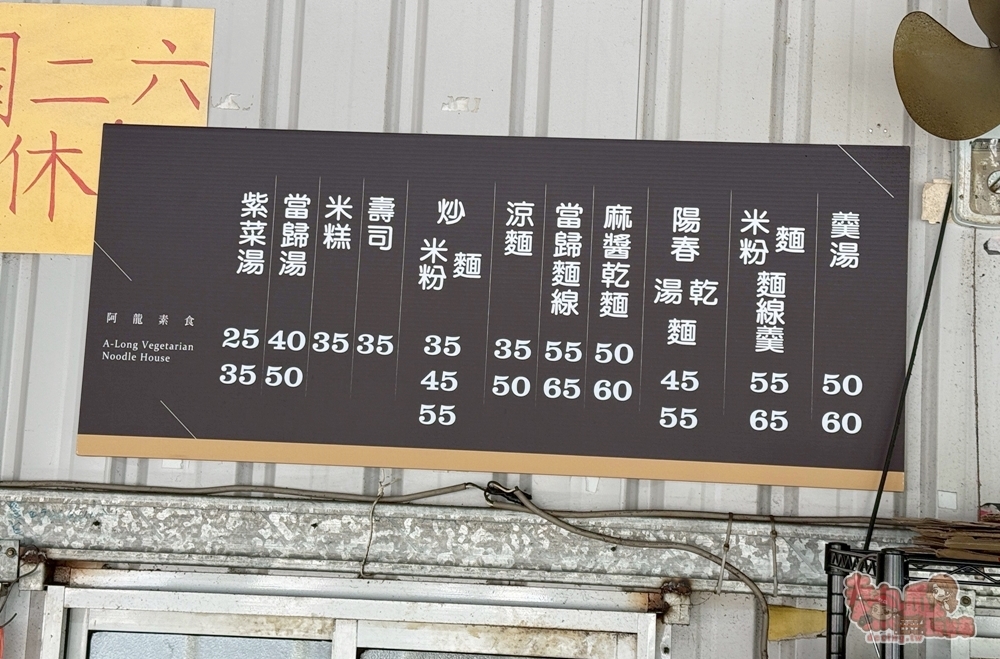 週二六
休
羹湯 50 60
米粉 麵 麵線羹 55 65
陽春 湯 乾 麵 45 55
麻醬乾麵 50 60
當歸麵線 55 65
涼麵 35 50
炒 米粉 麵 35 45 55
壽司 35
米糕 35
當歸湯 40 50
紫菜湯 25 35
阿龍素食
A-Long Vegetarian
Noodle House